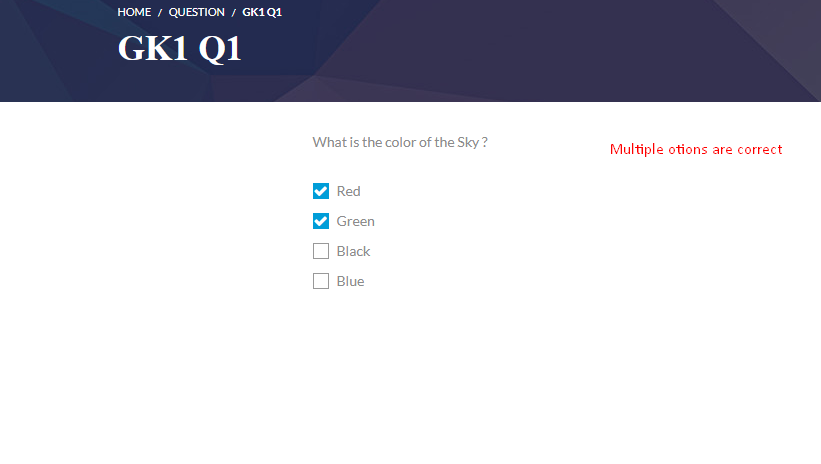 HOME / QUESTION / GK1 Q1
GK1 Q1
What is the color of the Sky ?
Multiple otions are correct
Red
Green
Black
Blue